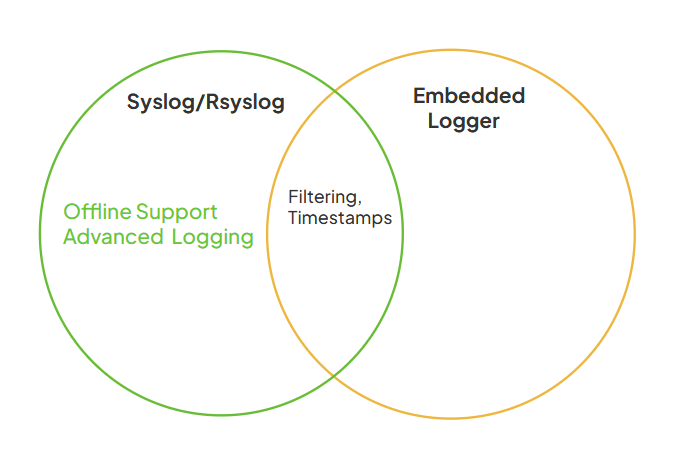 Syslog/Rsyslog
Embedded
Logger
Offline Support
Advanced Logging
Filtering,
Timestamps